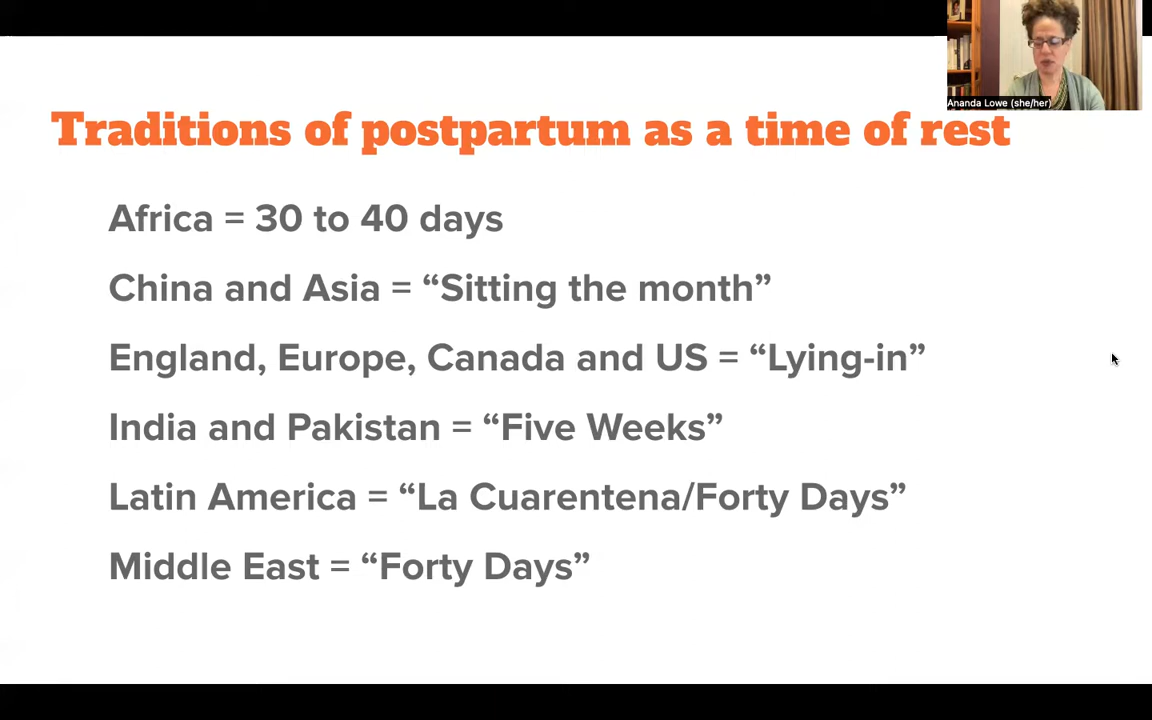 Ananda Lowe (she/her)
Traditions of postpartum as a time of rest
Africa = 30 to 40 days
China and Asia = “Sitting the month”
England, Europe, Canada and US = “Lying-in”
India and Pakistan = “Five Weeks”
Latin America = “La Cuarentena/Forty Days”
Middle East = “Forty Days”